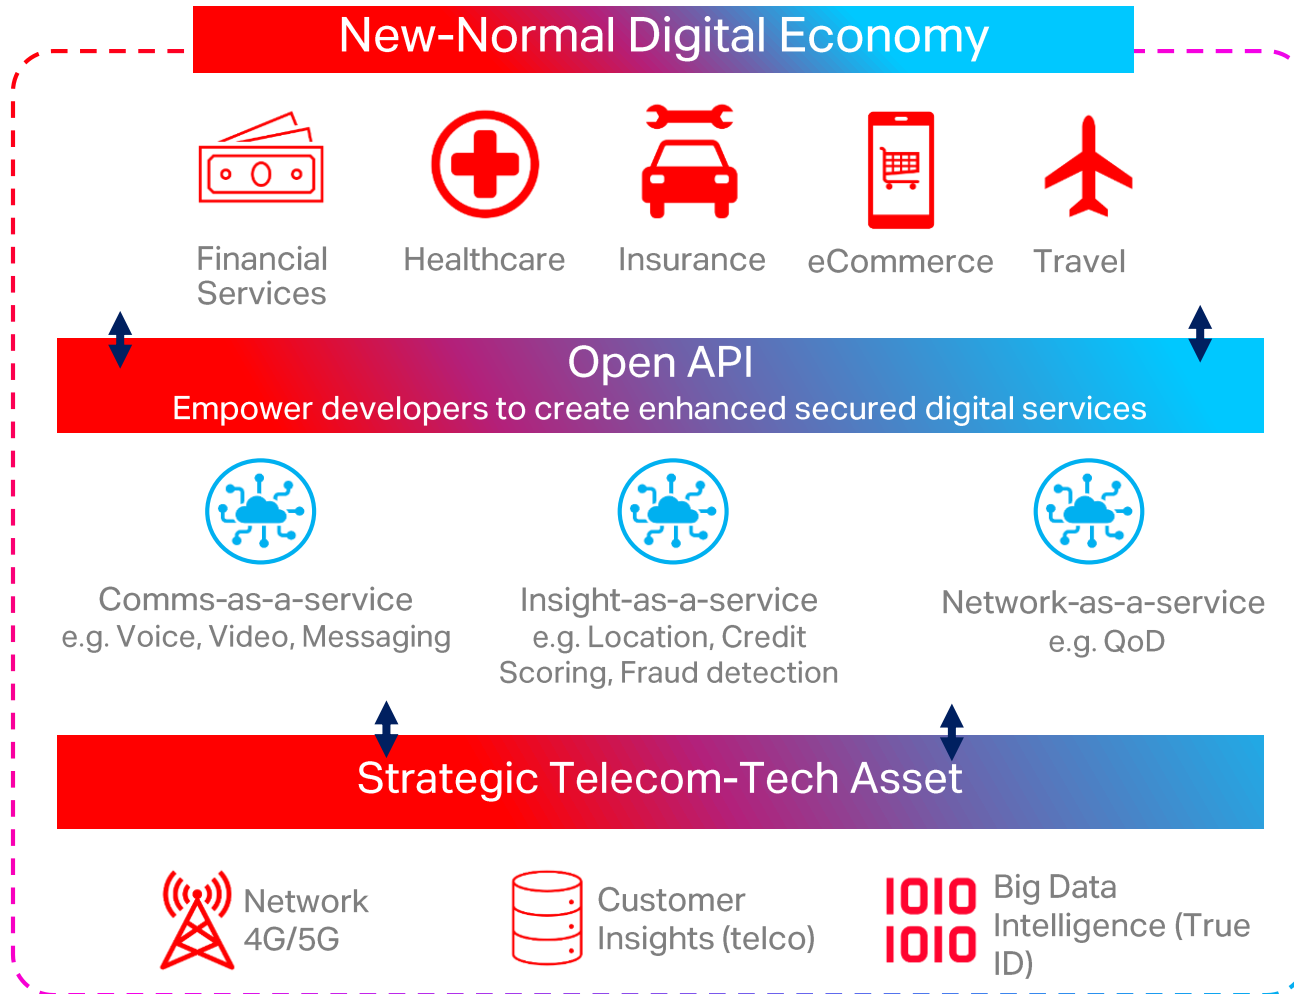 New-Normal Digital Economy
Financial
Services
Healthcare
Insurance
eCommerce
Travel
Open API
Empower developers to create enhanced secured digital services
Comms-as-a-service
e.g. Voice, Video, Messaging
Insight-as-a-service
e.g. Location, Credit
Scoring, Fraud detection
Network-as-a-service
e.g. QoD
Strategic Telecom-Tech Asset
Network
4G/5G
Customer
Insights (telco)
IOIO
IOIO
Big Data
Intelligence (True
ID)